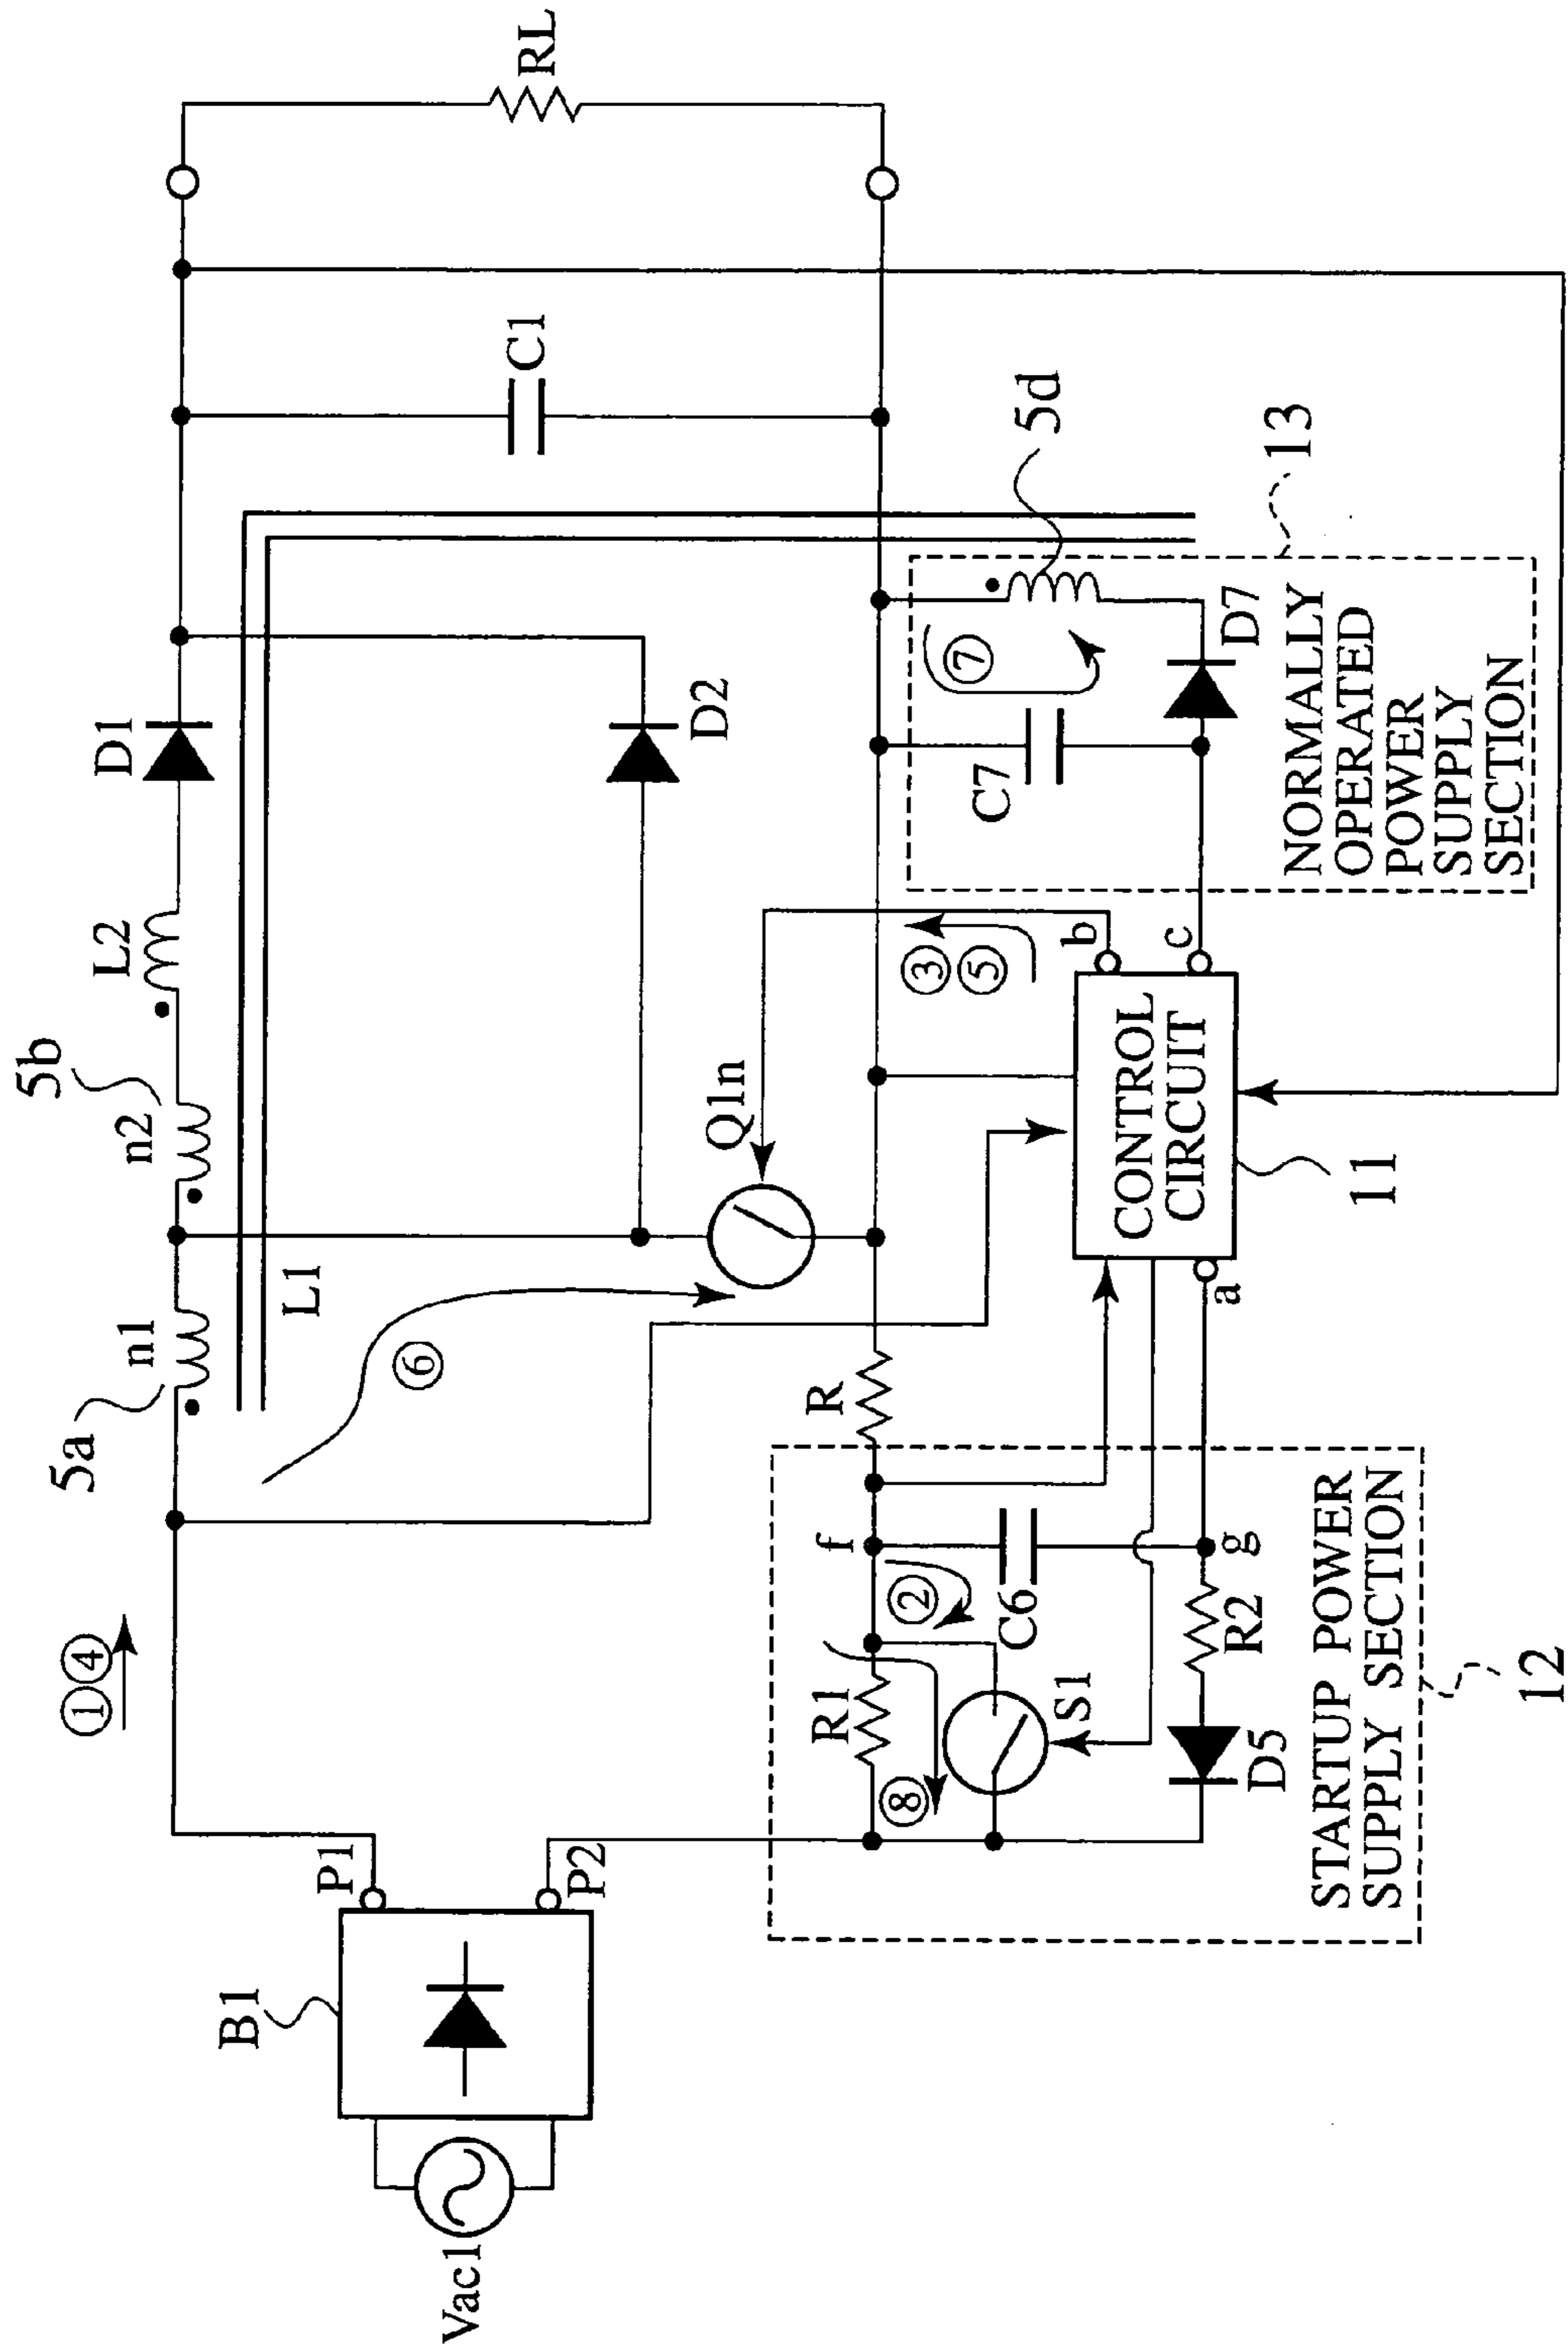 Vac1
B1
P1
P2
①④
5a
n1
L1
n2
5b
L2
D1
D2
C1
RL
⑥
Q1n
③
⑤
R
f
②
R1
⑧
S1
C6
g
R2
D5
STARTUP POWER
SUPPLY SECTION
12
CONTROL
CIRCUIT
a
b
c
11
C7
⑦
5d
D7
13
NORMALLY
OPERATED
POWER
SUPPLY
SECTION